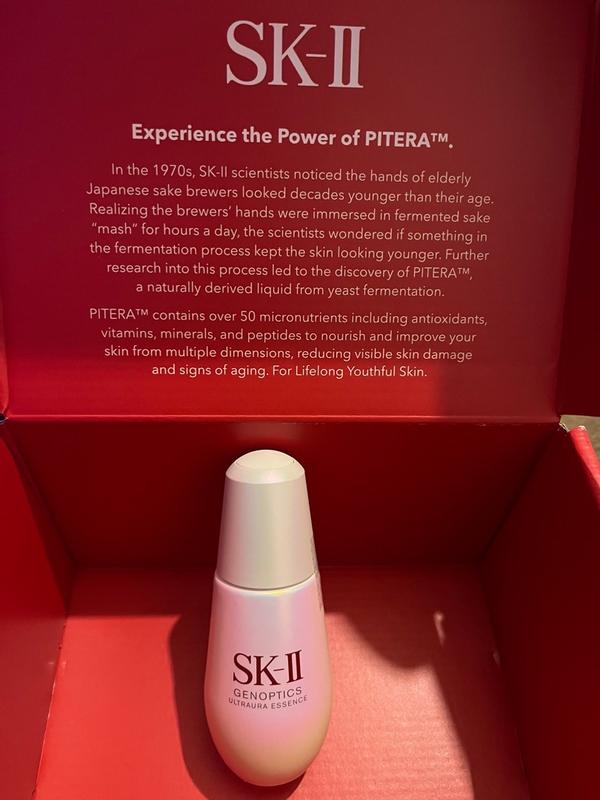 SK-II
Experience the Power of PITERA™.
In the 1970s, SK-II scientists noticed the hands of elderly
Japanese sake brewers looked decades younger than their age.
Realizing the brewers' hands were immersed in fermented sake
"mash" for hours a day, the scientists wondered if something in
the fermentation process kept the skin looking younger. Further
research into this process led to the discovery of PITERA™,
a naturally derived liquid from yeast fermentation.
PITERA™ contains over 50 micronutrients including antioxidants,
vitamins, minerals, and peptides to nourish and improve your
skin from multiple dimensions, reducing visible skin damage
and signs of aging. For Lifelong Youthful Skin.
SK-II
GENOPTICS
ULTRAURA ESSENCE